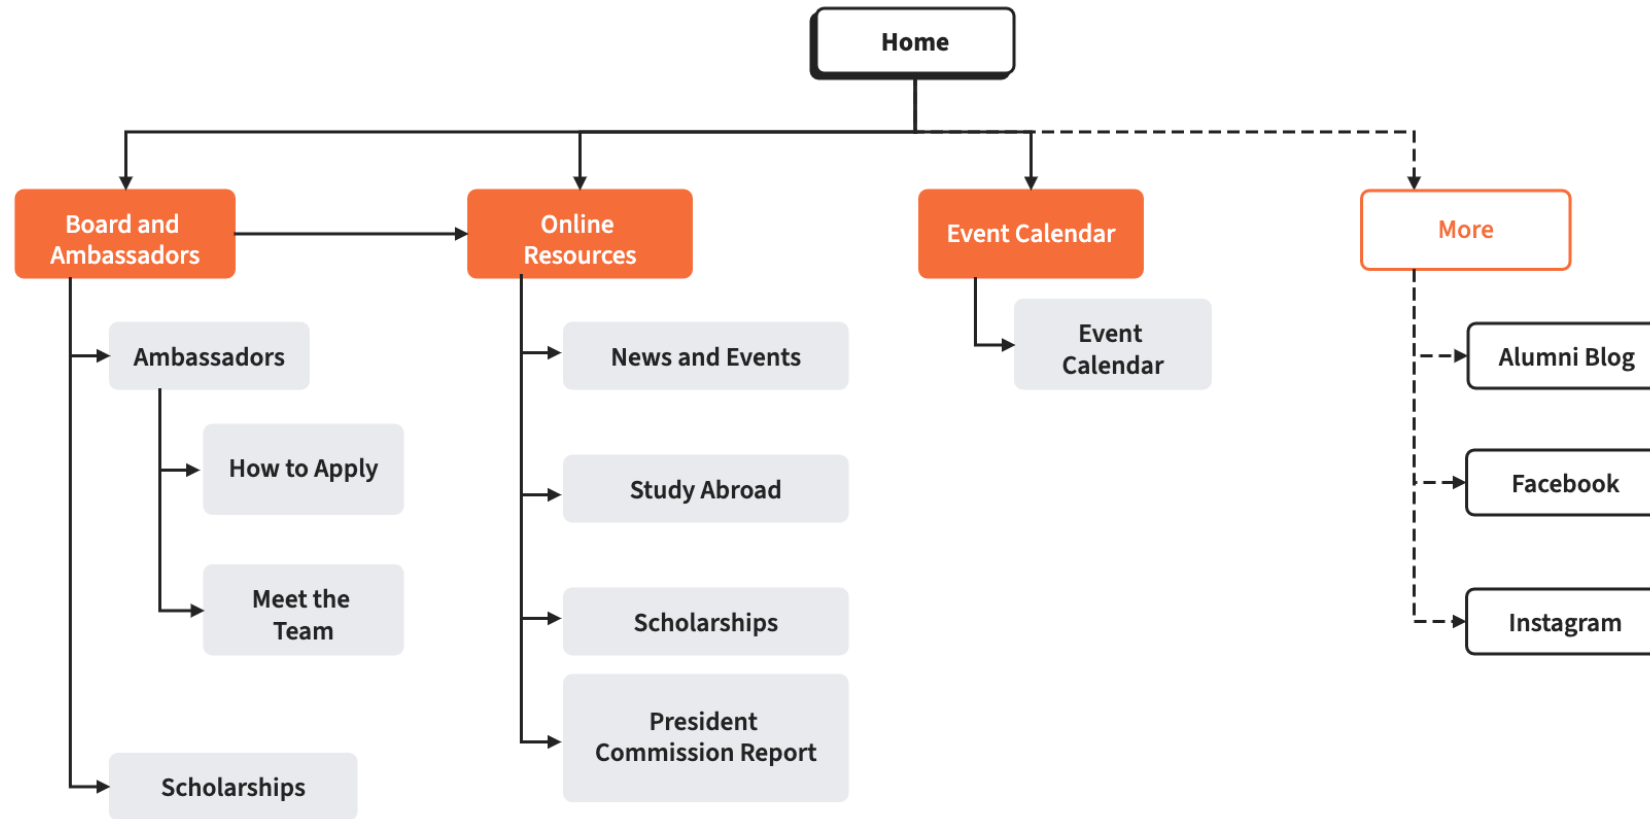 Home
Board and
Ambassadors
Online
Resources
Event Calendar
More
Ambassadors
How to Apply
Meet the
Team
Scholarships
News and Events
Study Abroad
Scholarships
President
Commission Report
Event
Calendar
Alumni Blog
Facebook
Instagram